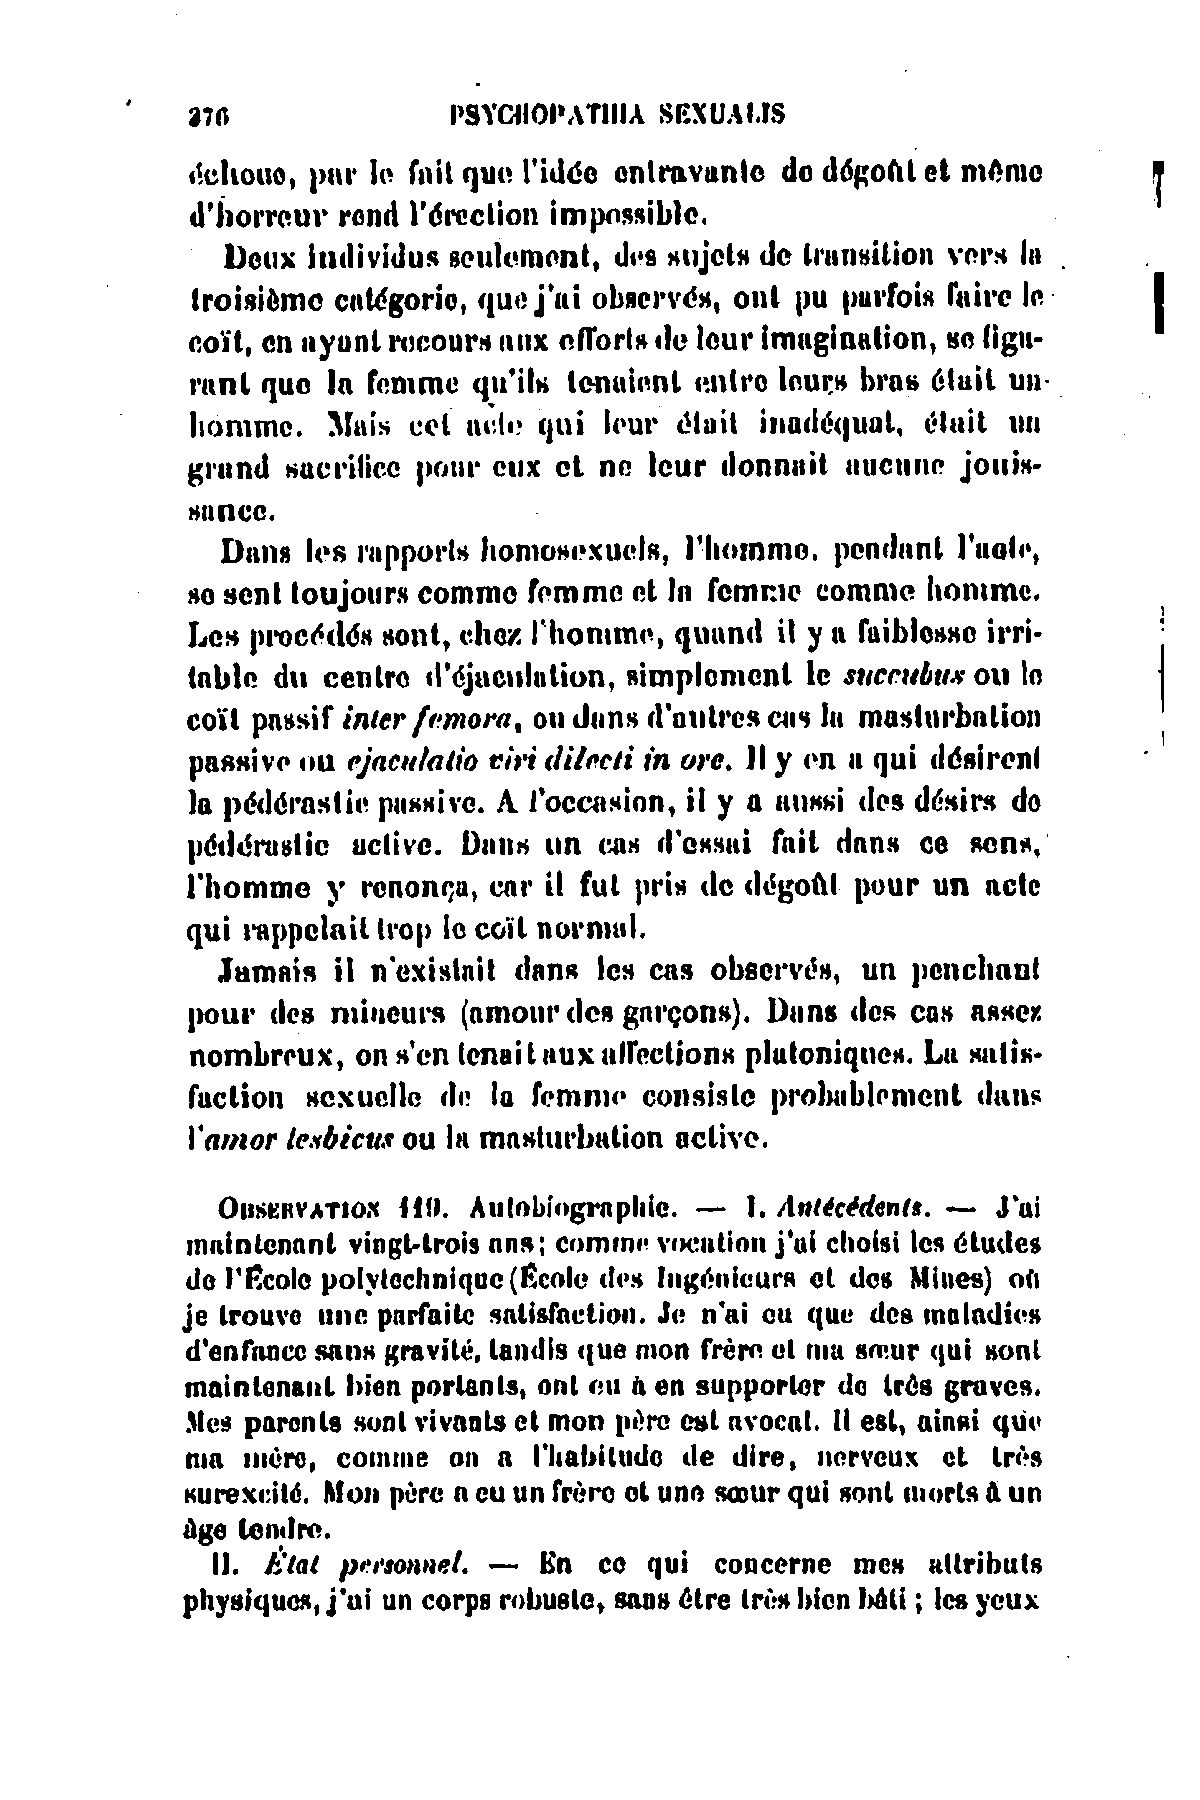 376 PSYCHOPATHIA SEXUALIS
échoue, par le fait que l'idée entravante de dégoût et même
d'horreur rend l'érection impossible.
Deux individus seulement, des sujets de transition vers la
troisième catégorie, que j'ai observés, ont pu parfois faire le
coït, en ayant recours aux efforts de leur imagination, se figu-
rant que la femme qu'ils tenaient entre leurs bras était un
homme. Mais cet acte qui leur était inadéquat, était un
grand sacrifice pour eux et ne leur donnait aucune jouis-
sance.
Dans les rapports homosexuels, l'homme, pendant l'acte,
se sent toujours comme femme et la femme comme homme.
Les procédés sont, chez l'homme, quand il y a faiblesse irri-
table du centre d'éjaculation, simplement le succubus ou le
coït passif inter femora, ou dans d'autres cas la masturbation
passive ou ejaculatio viri dilecti in ore. Il y en a qui désirent
la pédérastie passive. A l'occasion, il y a aussi des désirs de
pédérastie active. Dans un cas d'essai fait dans ce sens,
l'homme y renonça, car il fut pris de dégoût pour un acte
qui rappelait trop le coït normal.
Jamais il n'existait dans les cas observés, un penchant
pour des mineurs (amour des garçons). Dans des cas assez
nombreux, on s'en tenait aux affections platoniques. La satis-
faction sexuelle de la femme consiste probablement dans
l'amor lesbicus ou la masturbation active.
OBSERVATION 110. Autobiographie. — I. Antécédents. — J'ai
maintenant vingt-trois ans; comme vocation j'ai choisi les études
de l'École polytechnique (École des Ingénieurs et des Mines) où
je trouve une parfaite satisfaction. Je n'ai eu que des maladies
d'enfance sans gravité, tandis que mon frère et ma sœur qui sont
maintenant bien portants, ont eu à en supporter de très graves.
Mes parents sont vivants et mon père est avocat. Il est, ainsi que
ma mère, comme on a l'habitude de dire, nerveux et très
surexcité. Mon père a eu un frère et une sœur qui sont morts à un
âge tendre.
II. État personnel. — En ce qui concerne mes attributs
physiques, j'ai un corps robuste, sans être très bien bâti ; les yeux